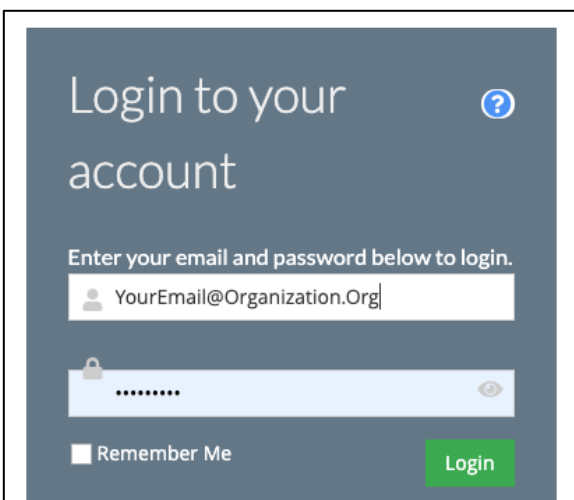 Login to your
account
Enter your email and password below to login.
YourEmail@Organization.Org
•••••••••
Remember Me
Login